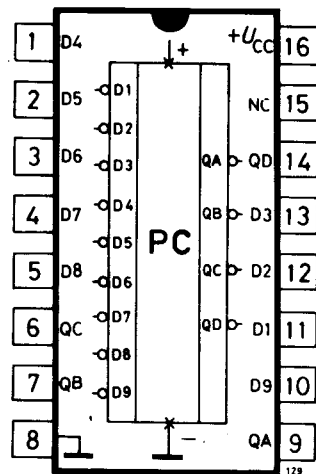 1 D4 + +UCC 16
2 D5 D1 NC 15
D2
3 D6 D3 QA QD 14
4 D7 D4 QB D3 13
PC
D5
5 D8 D6 QC D2 12
6 QC D7 QD D1 11
D8
7 QB D9 D9 10
8 − QA 9
129